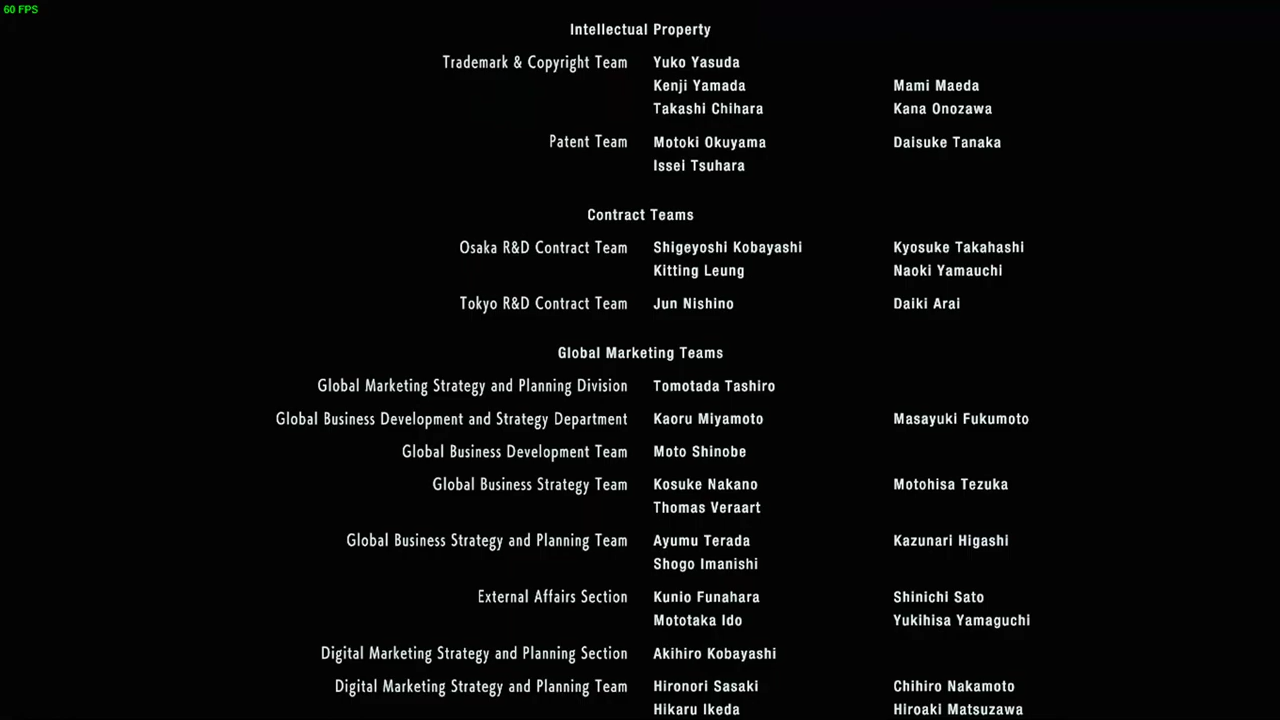 60 FPS
Intellectual Property
Trademark & Copyright Team Yuko Yasuda
Kenji Yamada Mami Maeda
Takashi Chihara Kana Onozawa
Patent Team Motoki Okuyama Daisuke Tanaka
Issei Tsuhara
Contract Teams
Osaka R&D Contract Team Shigeyoshi Kobayashi Kyosuke Takahashi
Kitting Leung Naoki Yamauchi
Tokyo R&D Contract Team Jun Nishino Daiki Arai
Global Marketing Teams
Global Marketing Strategy and Planning Division Tomotada Tashiro
Global Business Development and Strategy Department Kaoru Miyamoto Masayuki Fukumoto
Global Business Development Team Moto Shinobe
Global Business Strategy Team Kosuke Nakano Motohisa Tezuka
Thomas Veraart
Global Business Strategy and Planning Team Ayumu Terada Kazunari Higashi
Shogo Imanishi
External Affairs Section Kunio Funahara Shinichi Sato
Mototaka Ido Yukihisa Yamaguchi
Digital Marketing Strategy and Planning Section Akihiro Kobayashi
Digital Marketing Strategy and Planning Team Hironori Sasaki Chihiro Nakamoto
Hikaru Ikeda Hiroaki Matsuzawa